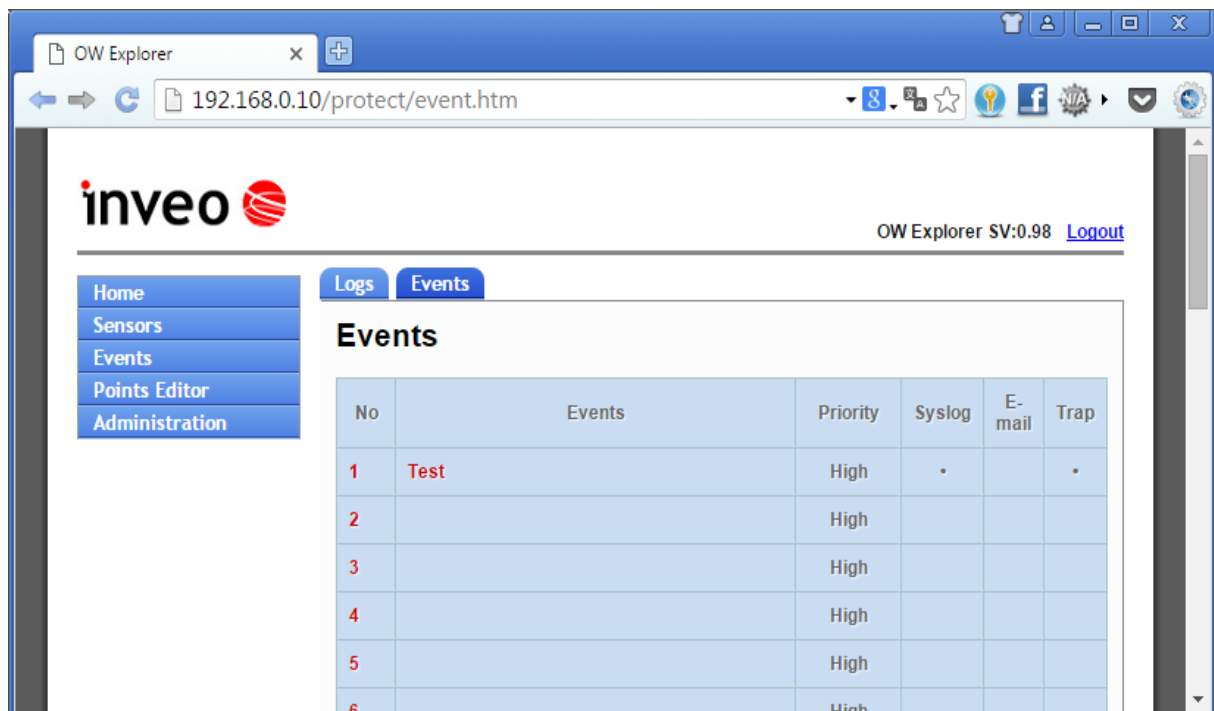 OW Explorer
192.168.0.10/protect/event.htm
inveo
OW Explorer SV:0.98 Logout
Home
Sensors
Events
Points Editor
Administration
Logs Events
Events
No Events Priority Syslog E-mail Trap
1 Test High • •
2 High
3 High
4 High
5 High
6 High